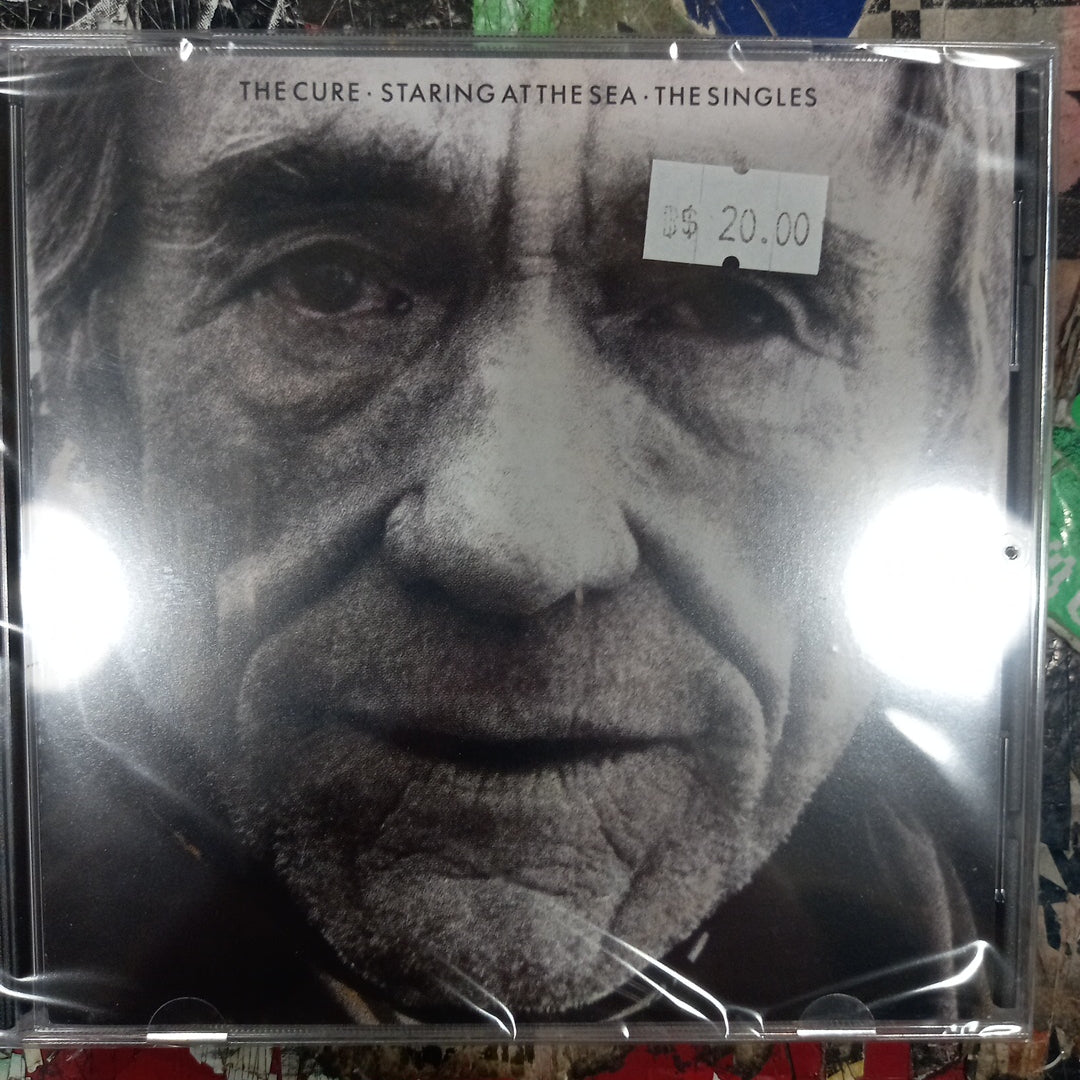 THE CURE · STARING AT THE SEA · THE SINGLES
B$ 20.00